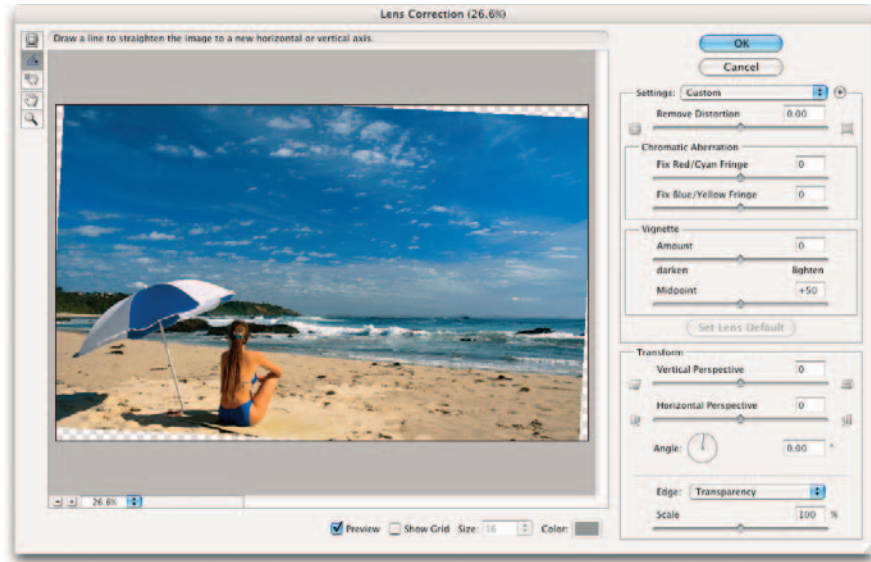 Lens Correction (26.6%)
Draw a line to straighten the image to a new horizontal or vertical axis.
OK
Cancel
Settings: Custom
Remove Distortion 0.00
Chromatic Aberration
Fix Red/Cyan Fringe 0
Fix Blue/Yellow Fringe 0
Vignette
Amount 0
darken lighten
Midpoint +50
Set Lens Default
Transform
Vertical Perspective 0
Horizontal Perspective 0
Angle: 0.00 °
Edge: Transparency
Scale 100 %
- + 26.6%
Preview Show Grid Size: 16 Color: